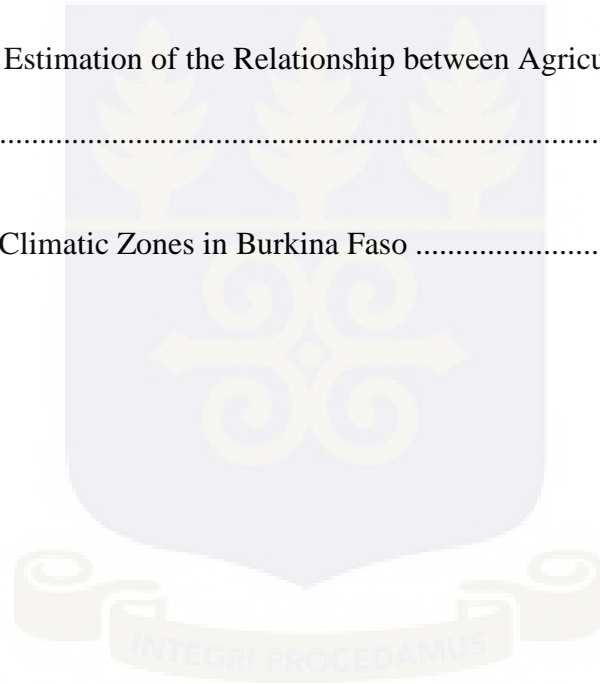 Estimation of the Relationship between Agricu
................................................................................
Climatic Zones in Burkina Faso .......................
INTEGRI PROCEDAMUS